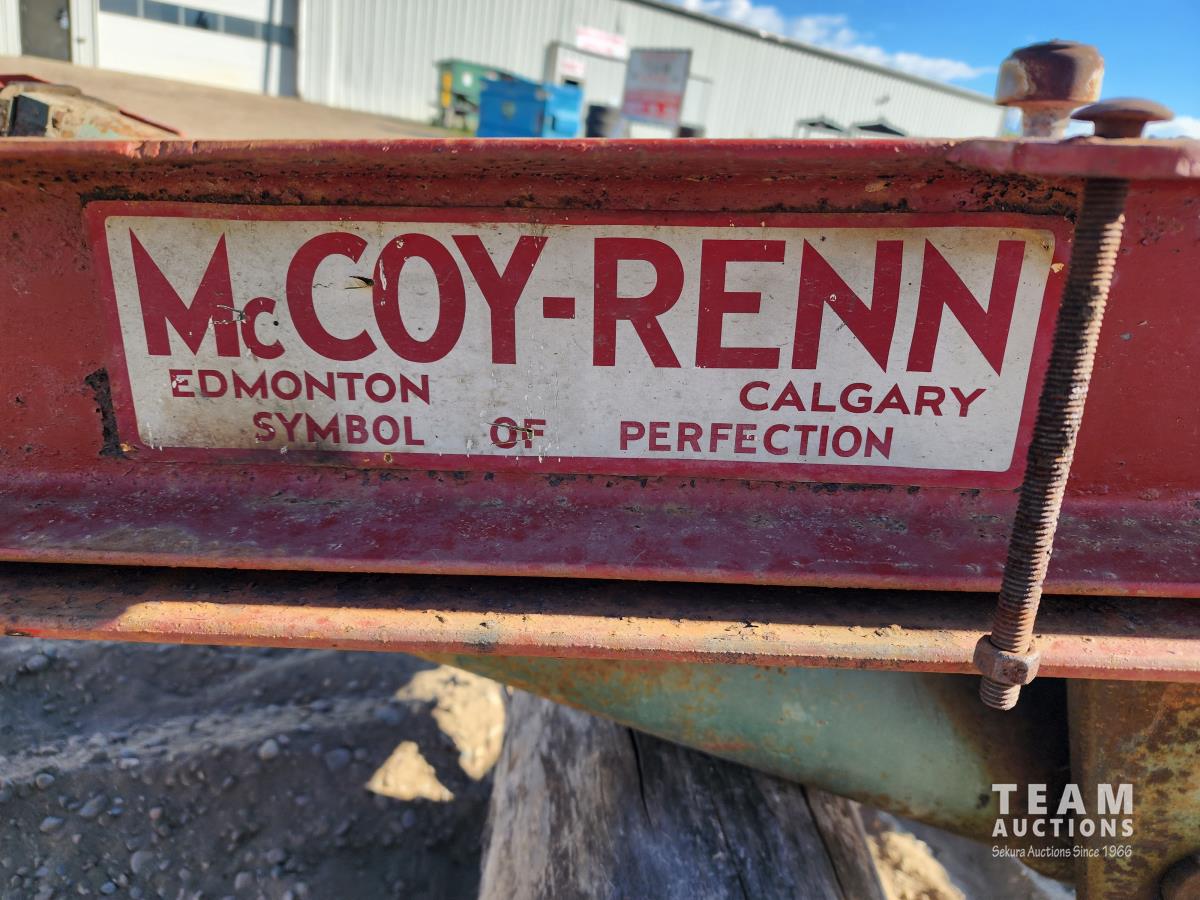 McCOY-RENN
EDMONTON CALGARY
SYMBOL OF PERFECTION
TEAM
AUCTIONS
Sekura Auctions Since 1966